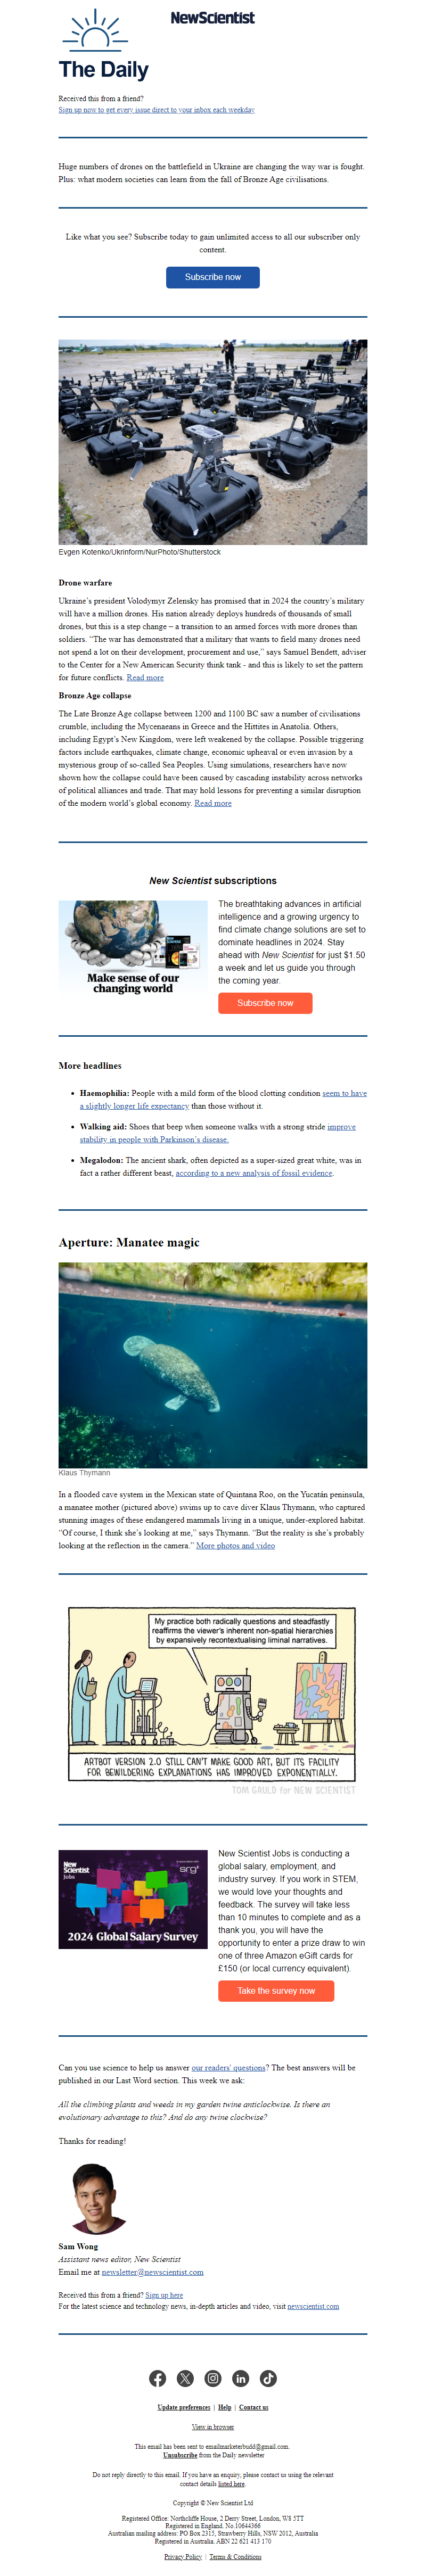 NewScientist
The Daily
Received this from a friend?
Sign up now to get every issue direct to your inbox each weekday
Huge numbers of drones on the battlefield in Ukraine are changing the way war is fought.
Plus: what modern societies can learn from the fall of Bronze Age civilisations.
Like what you see? Subscribe today to gain unlimited access to all our subscriber only
content.
Subscribe now
Evgen Kotenko/Ukrinform/NurPhoto/Shutterstock
Drone warfare
Ukraine's president Volodymyr Zelensky has promised that in 2024 the country's military
will have a million drones. His nation already deploys hundreds of thousands of small
drones, but this is a step change – a transition to an armed forces with more drones than
soldiers. “The war has demonstrated that a military that wants to field many drones need
not spend a lot on their development, procurement and use,” says Samuel Bendett, adviser
to the Center for a New American Security think tank - and this is likely to set the pattern
for future conflicts. Read more
Bronze Age collapse
The Late Bronze Age collapse between 1200 and 1100 BC saw a number of civilisations
crumble, including the Mycenaeans in Greece and the Hittites in Anatolia. Others,
including Egypt's New Kingdom, were left weakened by the collapse. Possible triggering
factors include earthquakes, climate change, economic upheaval or even invasion by a
mysterious group of so-called Sea Peoples. Using simulations, researchers have now
shown how the collapse could have been caused by cascading instability across networks
of political alliances and trade. That may hold lessons for preventing a similar disruption
of the modern world's global economy. Read more
New Scientist subscriptions
Make sense of our
changing world
The breathtaking advances in artificial
intelligence and a growing urgency to
find climate change solutions are set to
dominate headlines in 2024. Stay
ahead with New Scientist for just $1.50
a week and let us guide you through
the coming year.
Subscribe now
More headlines
• Haemophilia: People with a mild form of the blood clotting condition seem to have
a slightly longer life expectancy than those without it.
• Walking aid: Shoes that beep when someone walks with a strong stride improve
stability in people with Parkinson's disease.
• Megalodon: The ancient shark, often depicted as a super-sized great white, was in
fact a rather different beast, according to a new analysis of fossil evidence.
Aperture: Manatee magic
Klaus Thymann
In a flooded cave system in the Mexican state of Quintana Roo, on the Yucatán peninsula,
a manatee mother (pictured above) swims up to cave diver Klaus Thymann, who captured
stunning images of these endangered mammals living in a unique, under-explored habitat.
“Of course, I think she's looking at me,” says Thymann. “But the reality is she's probably
looking at the reflection in the camera.” More photos and video
My practice both radically questions and steadfastly
reaffirms the viewer's inherent non-spatial hierarchies
by expansively recontextualising liminal narratives.
ARTBOT VERSION 2.0 STILL CAN'T MAKE GOOD ART, BUT ITS FACILITY
FOR BEWILDERING EXPLANATIONS HAS IMPROVED EXPONENTIALLY.
TOM GAULD for NEW SCIENTIST
New
Scientist
Jobs
srg
2024 Global Salary Survey
New Scientist Jobs is conducting a
global salary, employment, and
industry survey. If you work in STEM,
we would love your thoughts and
feedback. The survey will take less
than 10 minutes to complete and as a
thank you, you will have the
opportunity to enter a prize draw to win
one of three Amazon eGift cards for
£150 (or local currency equivalent).
Take the survey now
Can you use science to help us answer our readers' questions? The best answers will be
published in our Last Word section. This week we ask:
All the climbing plants and weeds in my garden twine anticlockwise. Is there an
evolutionary advantage to this? And do any twine clockwise?
Thanks for reading!
Sam Wong
Assistant news editor, New Scientist
Email me at newsletter@newscientist.com
Received this from a friend? Sign up here
For the latest science and technology news, in-depth articles and video, visit newscientist.com
Update preferences | Help | Contact us
View in browser
This email has been sent to emailmarketerbudd@gmail.com.
Unsubscribe from the Daily newsletter
Do not reply directly to this email. If you have an enquiry, please contact us using the relevant
contact details listed here.
Copyright © New Scientist Ltd
Registered Office: Northcliffe House, 2 Derry Street, London, W8 5TT
Registered in England. No.10644366
Australian mailing address: PO Box 2315, Strawberry Hills, NSW 2012, Australia
Registered in Australia. ABN 22 621 413 170
Privacy Policy | Terms & Conditions